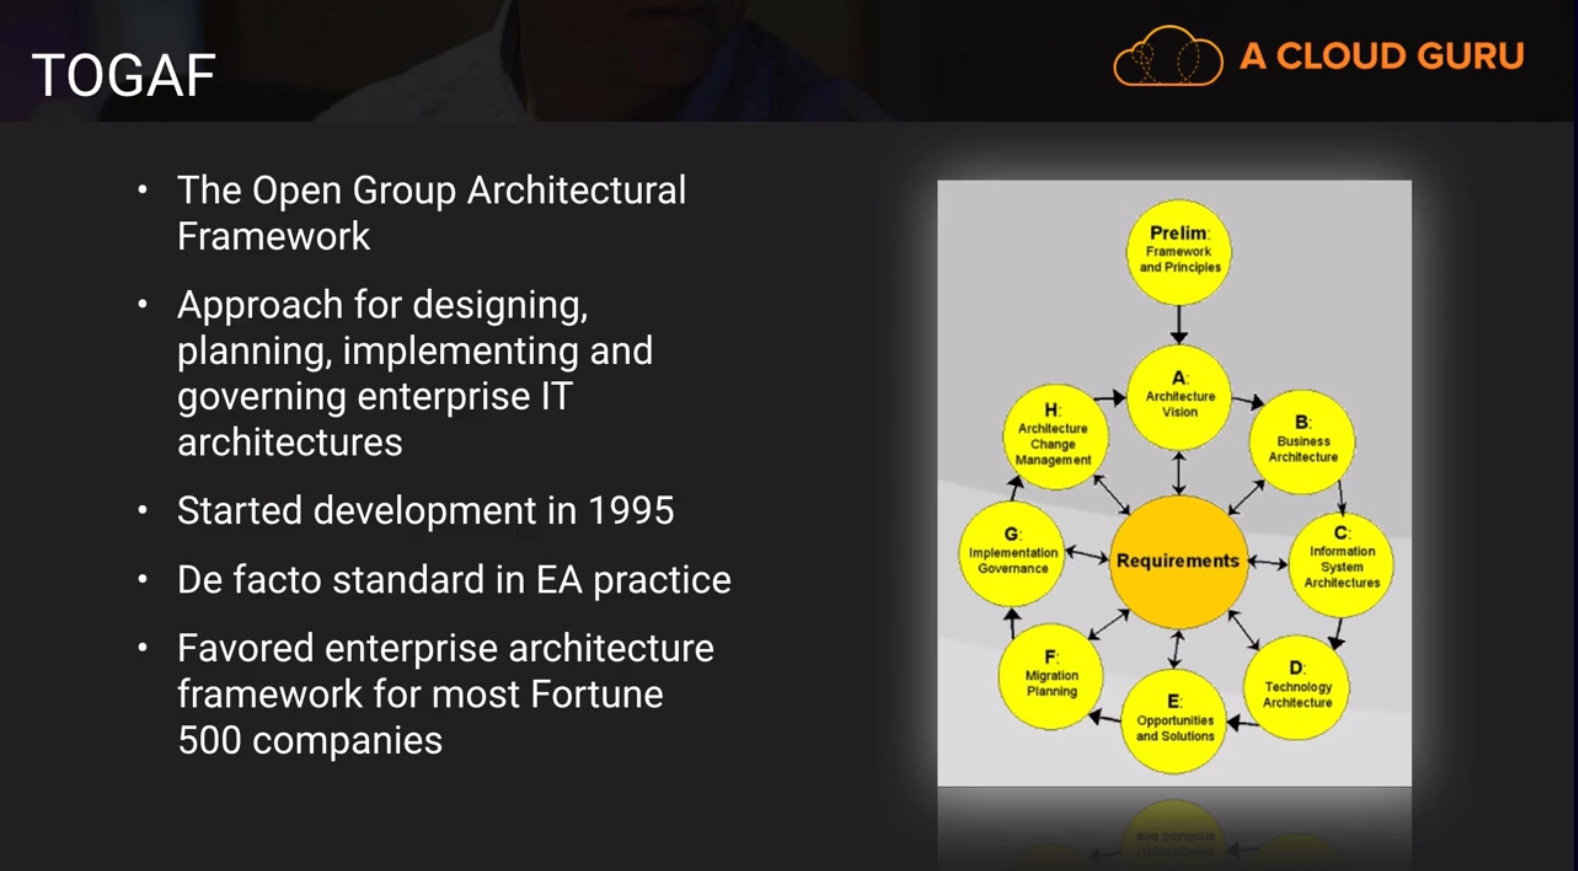 TOGAF
A CLOUD GURU
• The Open Group Architectural
Framework
• Approach for designing,
planning, implementing and
governing enterprise IT
architectures
• Started development in 1995
• De facto standard in EA practice
• Favored enterprise architecture
framework for most Fortune
500 companies
Prelim:
Framework
and Principles
A:
Architecture
Vision
B:
Business
Architecture
C:
Information
System
Architectures
D:
Technology
Architecture
E:
Opportunities
and Solutions
F:
Migration
Planning
G:
Implementation
Governance
H:
Architecture
Change
Management
Requirements